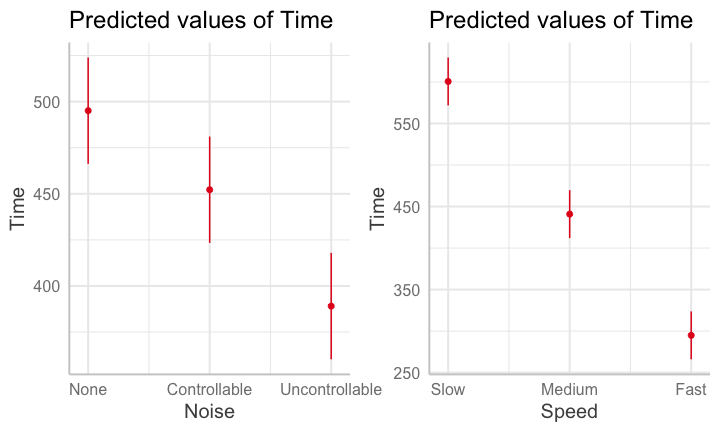 Predicted values of Time
500
450
400
Time
None Controllable Uncontrollable
Noise
Predicted values of Time
550
450
350
250
Time
Slow Medium Fast
Speed